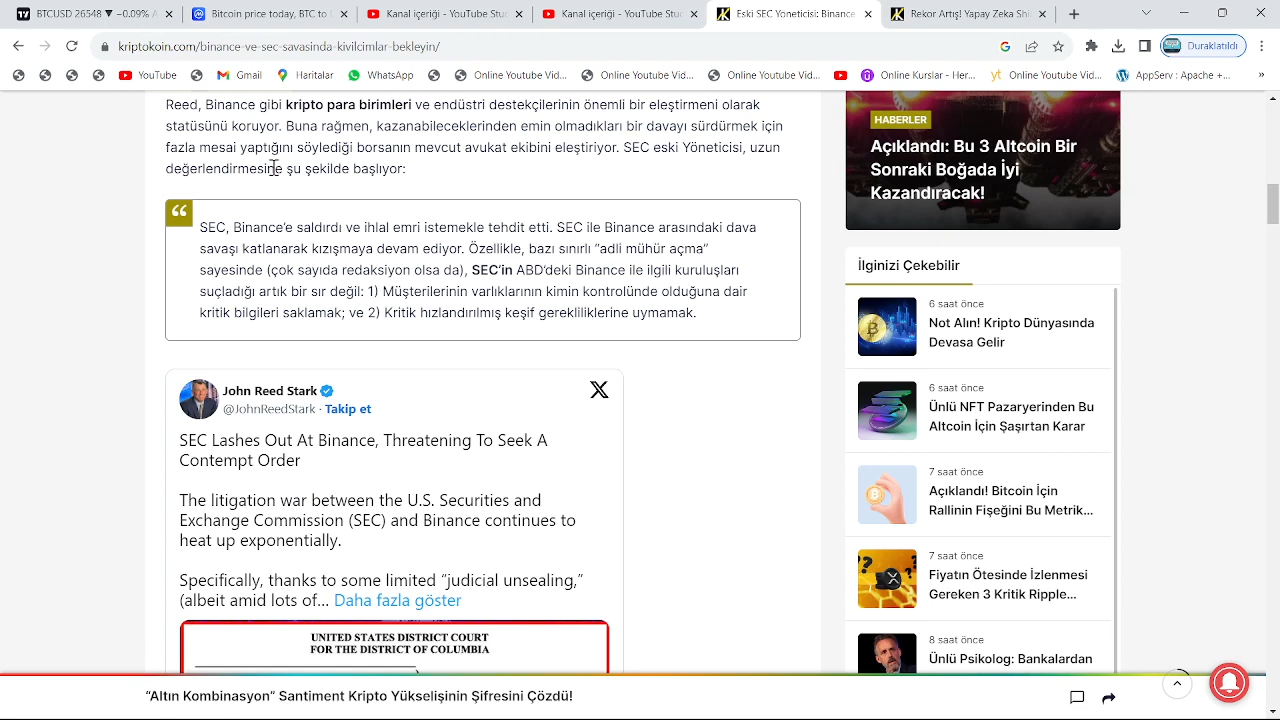 BTCUSD 26548 ▼ −0.09% A
Bitcoin price today, BTC to U
Kanal içeriği - YouTube Stud
Kanal içeriği - YouTube Stud
Eski SEC Yöneticisi: Binance
Rekor Artış! Yapay Zeka Shi
kriptokoin.com/binance-ve-sec-savasinda-kivilcimlar-bekleyin/
Duraklatıldı
YouTube
Gmail
Haritalar
WhatsApp
Online Youtube Vid...
Online Youtube Vid...
Online Youtube Vid...
Online Kurslar - Her...
Online Youtube Vid...
AppServ : Apache +...
»
Reed, Binance gibi kripto para birimleri ve endüstri destekçilerinin önemli bir eleştirmeni olarak
statüsünü koruyor. Buna rağmen, kazanabileceklerinden emin olmadıkları bir davayı sürdürmek için
fazla mesai yaptığını söylediği borsanın mevcut avukat ekibini eleştiriyor. SEC eski Yöneticisi, uzun
değerlendirmesine şu şekilde başlıyor:
“
SEC, Binance’e saldırdı ve ihlal emri istemekle tehdit etti. SEC ile Binance arasındaki dava
savaşı katlanarak kızışmaya devam ediyor. Özellikle, bazı sınırlı “adli mühür açma”
sayesinde (çok sayıda redaksiyon olsa da), SEC’in ABD’deki Binance ile ilgili kuruluşları
suçladığı artık bir sır değil: 1) Müşterilerinin varlıklarının kimin kontrolünde olduğuna dair
kritik bilgileri saklamak; ve 2) Kritik hızlandırılmış keşif gerekliliklerine uymamak.
John Reed Stark
@JohnReedStark · Takip et
SEC Lashes Out At Binance, Threatening To Seek A
Contempt Order
The litigation war between the U.S. Securities and
Exchange Commission (SEC) and Binance continues to
heat up exponentially.
Specifically, thanks to some limited “judicial unsealing,”
(albeit amid lots of… Daha fazla göster
UNITED STATES DISTRICT COURT
FOR THE DISTRICT OF COLUMBIA
HABERLER
Açıklandı: Bu 3 Altcoin Bir
Sonraki Boğada İyi
Kazandıracak!
İlginizi Çekebilir
6 saat önce
Not Alın! Kripto Dünyasında
Devasa Gelir
6 saat önce
Ünlü NFT Pazaryerinden Bu
Altcoin İçin Şaşırtan Karar
7 saat önce
Açıklandı! Bitcoin İçin
Rallinin Fişeğini Bu Metrik...
7 saat önce
Fiyatın Ötesinde İzlenmesi
Gereken 3 Kritik Ripple...
8 saat önce
Ünlü Psikolog: Bankalardan
“Altın Kombinasyon” Santiment Kripto Yükselişinin Şifresini Çözdü!